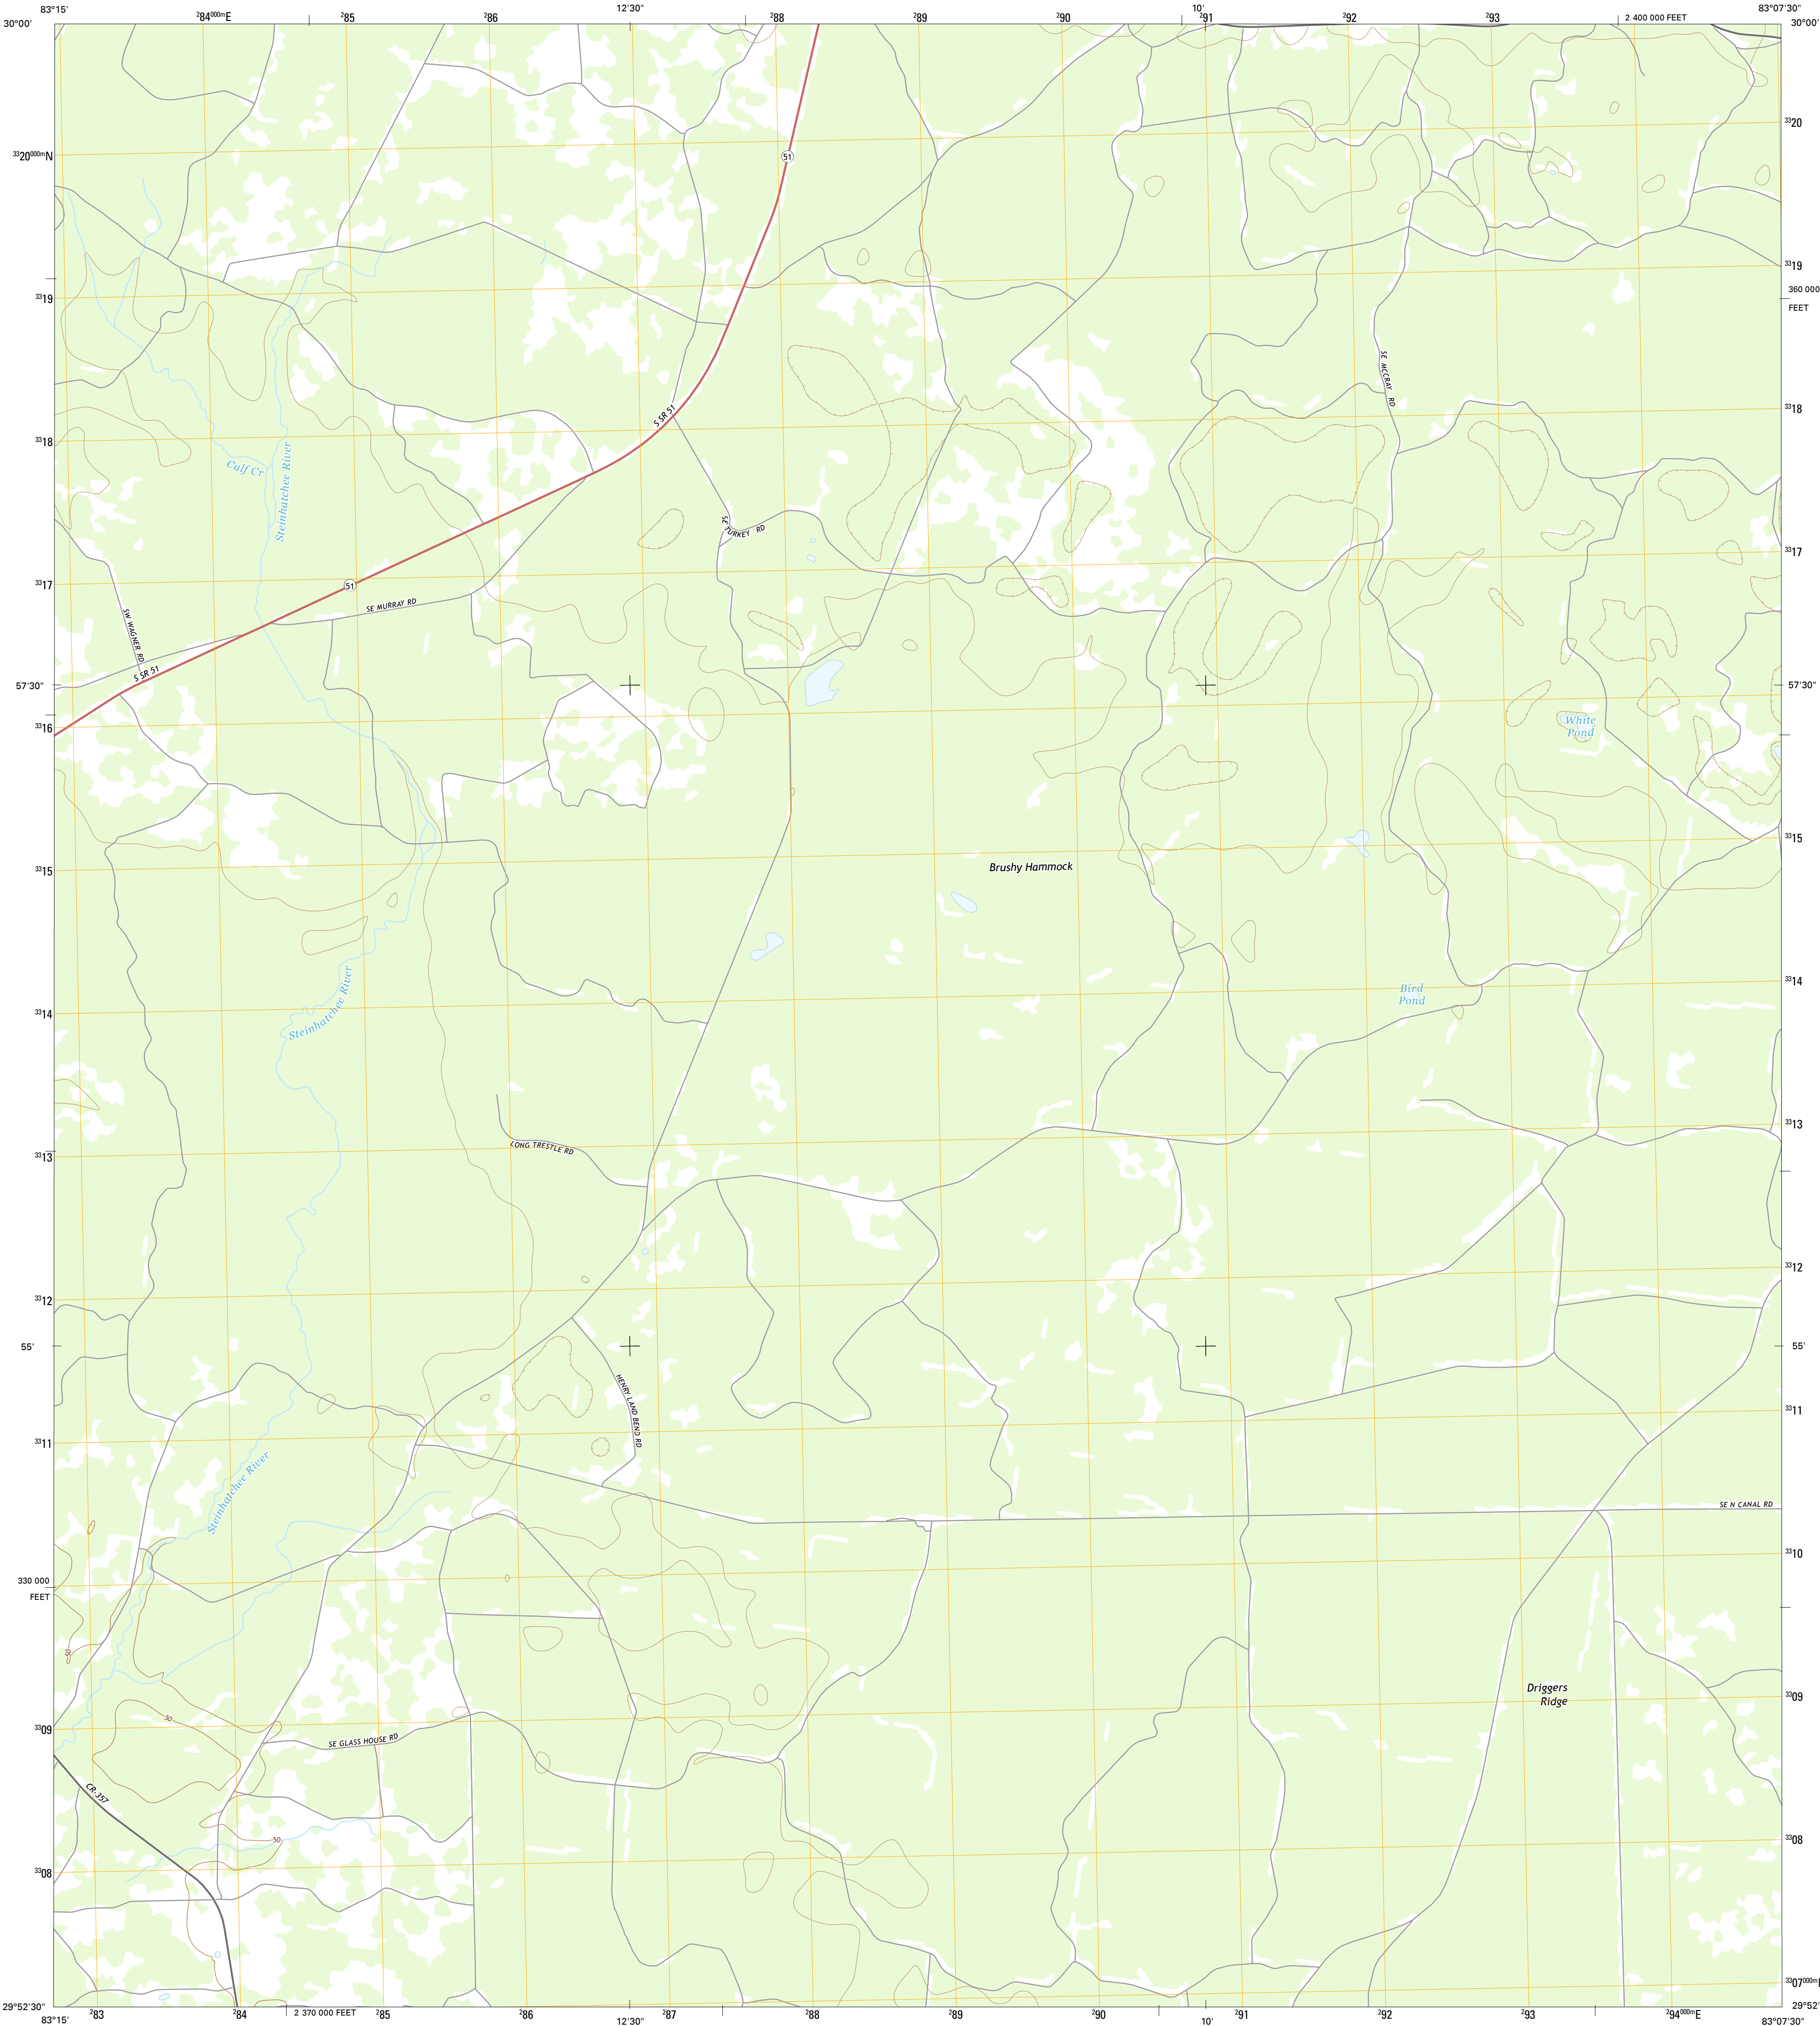 83°15'
²84⁰⁰⁰ᵐE
²85
²86
12'30"
²88
²89
²90
10'
²91
²92
²93
2 400 000 FEET
83°07'30"
30°00'
30°00'
³³20
³³20⁰⁰⁰ᵐN
51
³³19
³³19
360 000
FEET
SE MCCRAY RD
³³18
S SR 51
³³18
Calf Cr
Steinhatchee River
SE TURKEY RD
³³17
³³17
51
SE MURRAY RD
SW WAGNER RD
S SR 51
57'30"
57'30"
³³16
White
Pond
³³15
Brushy Hammock
³³15
³³14
Bird
Pond
Steinhatchee River
³³14
³³13
LONG TRESTLE RD
³³13
³³12
³³12
55'
55'
HENRY LAND BEND RD
³³11
³³11
Steinhatchee River
SE N CANAL RD
³³10
330 000
FEET
50
Driggers
Ridge
³³09
50
³³09
SE GLASS HOUSE RD
CR-357
50
³³08
³³08
³³07⁰⁰⁰ᵐ
29°52'30"
29°52'
²83
²84
2 370 000 FEET
²85
²86
²87
²88
²89
²90
²91
²92
²93
²94⁰⁰⁰ᵐE
83°15'
12'30"
10'
83°07'30"